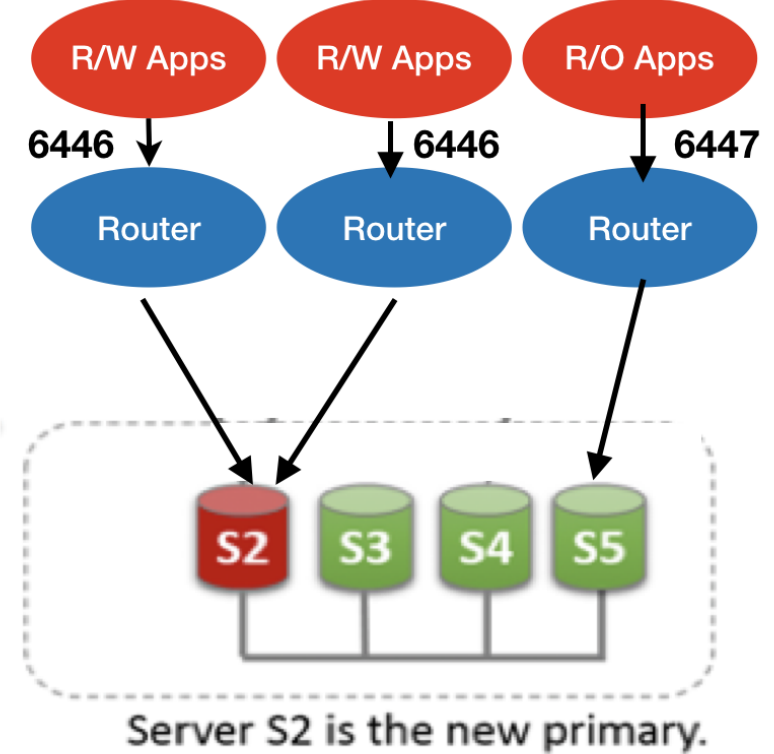 R/W Apps R/W Apps R/O Apps
6446 6446 6447
Router Router Router
S2 S3 S4 S5
Server S2 is the new primary.